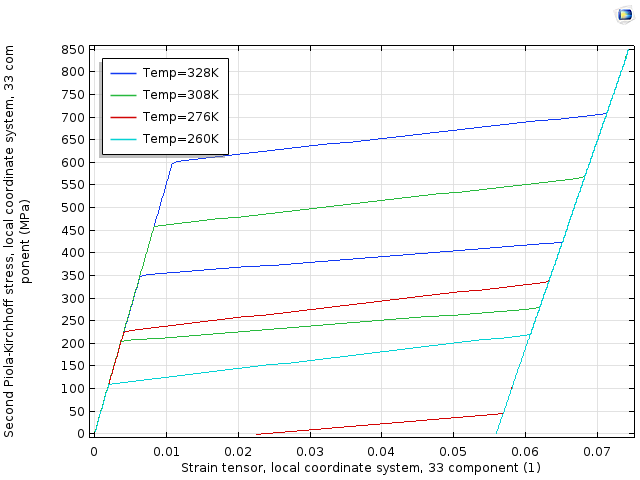 850
800
750
700
650
600
550
500
450
400
350
300
250
200
150
100
50
0
Second Piola-Kirchhoff stress, local coordinate system, 33 com
ponent (MPa)
Temp=328K
Temp=308K
Temp=276K
Temp=260K
0 0.01 0.02 0.03 0.04 0.05 0.06 0.07
Strain tensor, local coordinate system, 33 component (1)